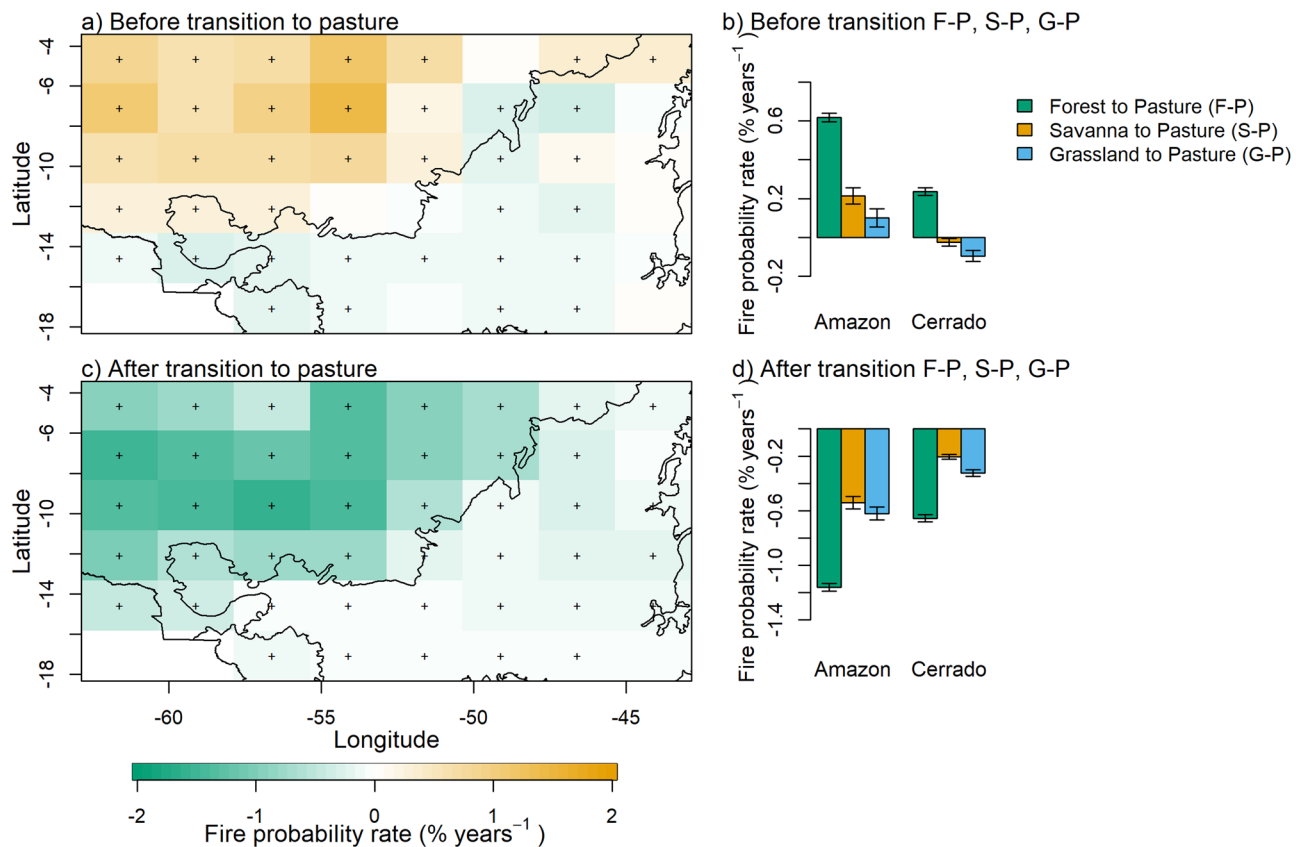 a) Before transition to pasture
b) Before transition F-P, S-P, G-P
Latitude
-4
-6
-10
-14
-18
Fire probability rate (% years⁻¹)
0.6
0.2
-0.2
Amazon Cerrado
Forest to Pasture (F-P)
Savanna to Pasture (S-P)
Grassland to Pasture (G-P)
c) After transition to pasture
d) After transition F-P, S-P, G-P
Latitude
-4
-6
-10
-14
-18
-60 -55 -50 -45
Longitude
Fire probability rate (% years⁻¹)
-0.2
-0.6
-1.0
-1.4
Amazon Cerrado
-2 -1 0 1 2
Fire probability rate (% years⁻¹ )